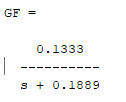 GF =
0.1333
----------
s + 0.1889